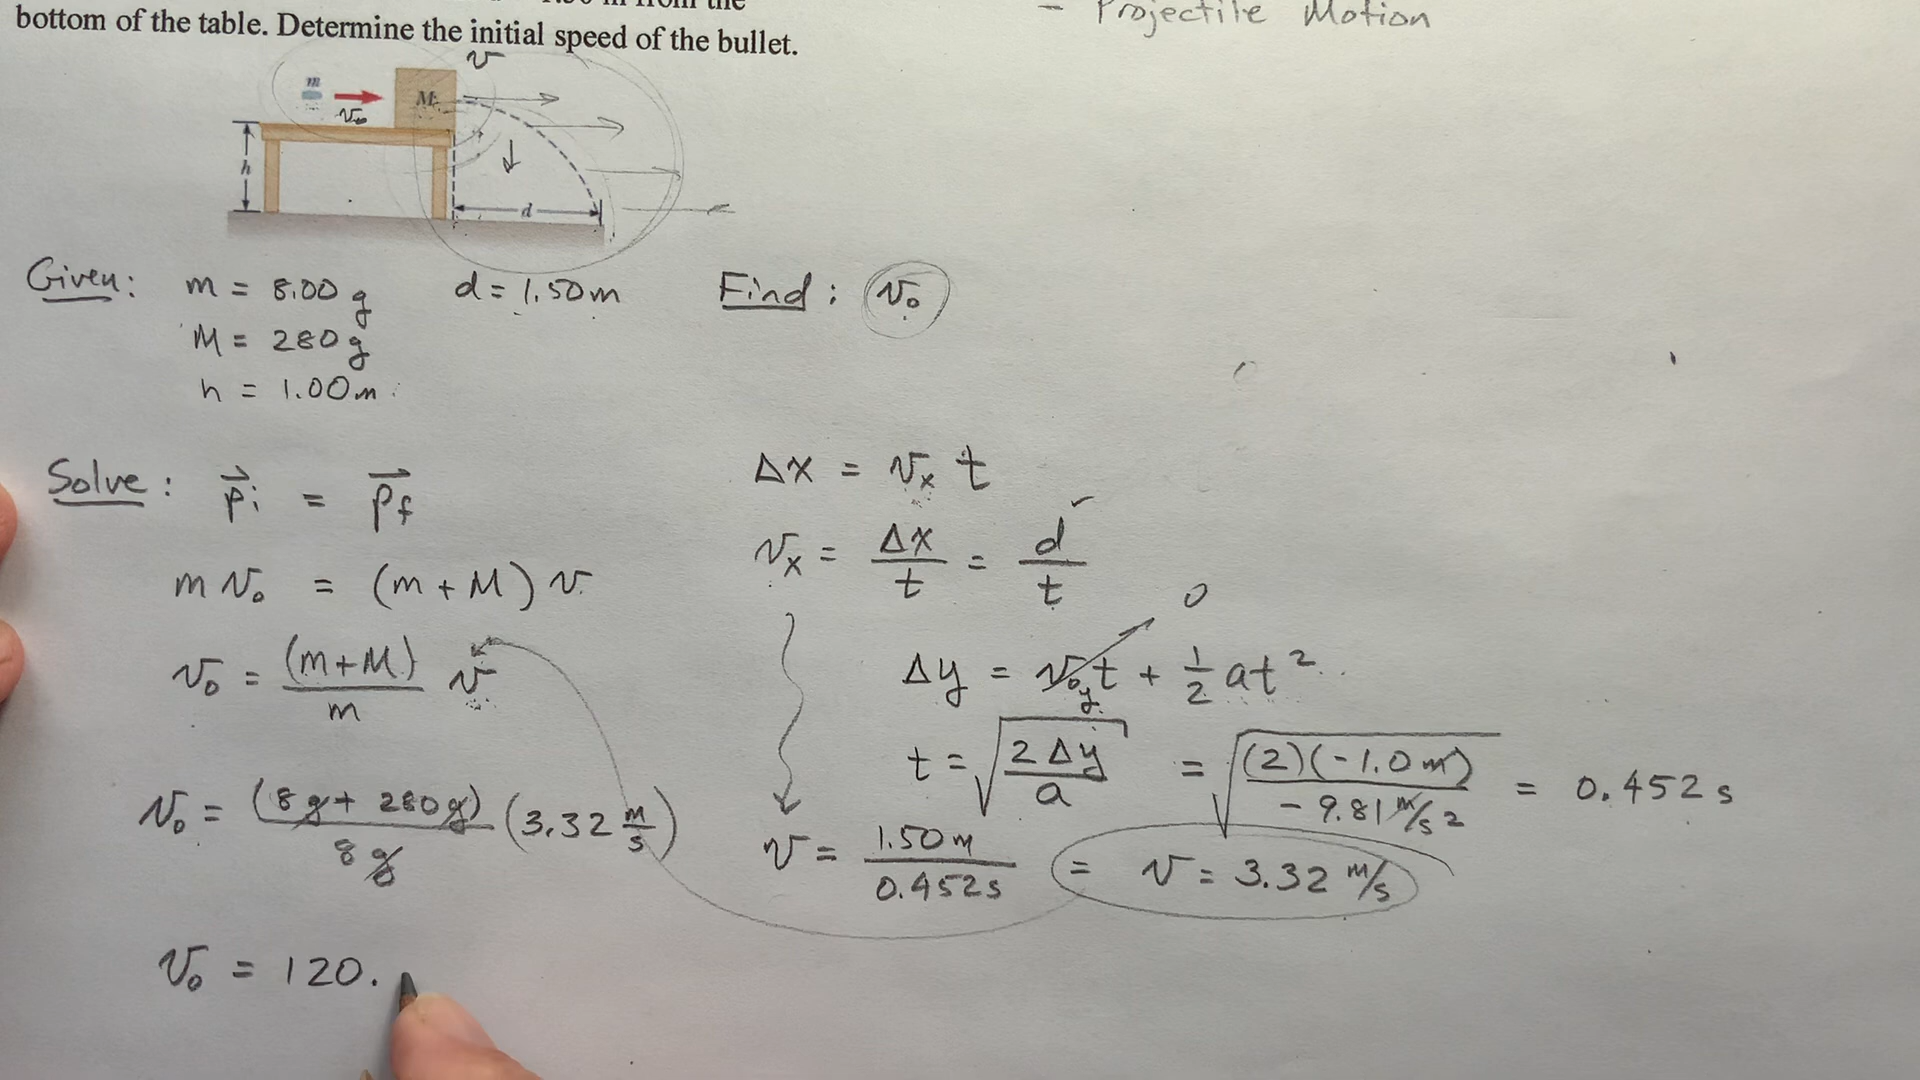 - Projectile Motion
bottom of the table. Determine the initial speed of the bullet.
v
m
M
v₀
h
d
Given: m = 8.00 g d = 1.50 m Find: v₀
M = 280 g
h = 1.00 m
Solve: p⃗i = p⃗f
m v₀ = (m + M) v
v₀ = (m+M)/m v
v₀ = (8 g + 280 g)/8 g (3.32 m/s)
v₀ = 120.
Δx = vₓ t
vₓ = Δx/t = d/t
0
Δy = v₀y t + 1/2 at²
t = √(2Δy/a) = √((2)(-1.0 m)/-9.81 m/s²) = 0.452 s
v = 1.50 m/0.452 s = v = 3.32 m/s